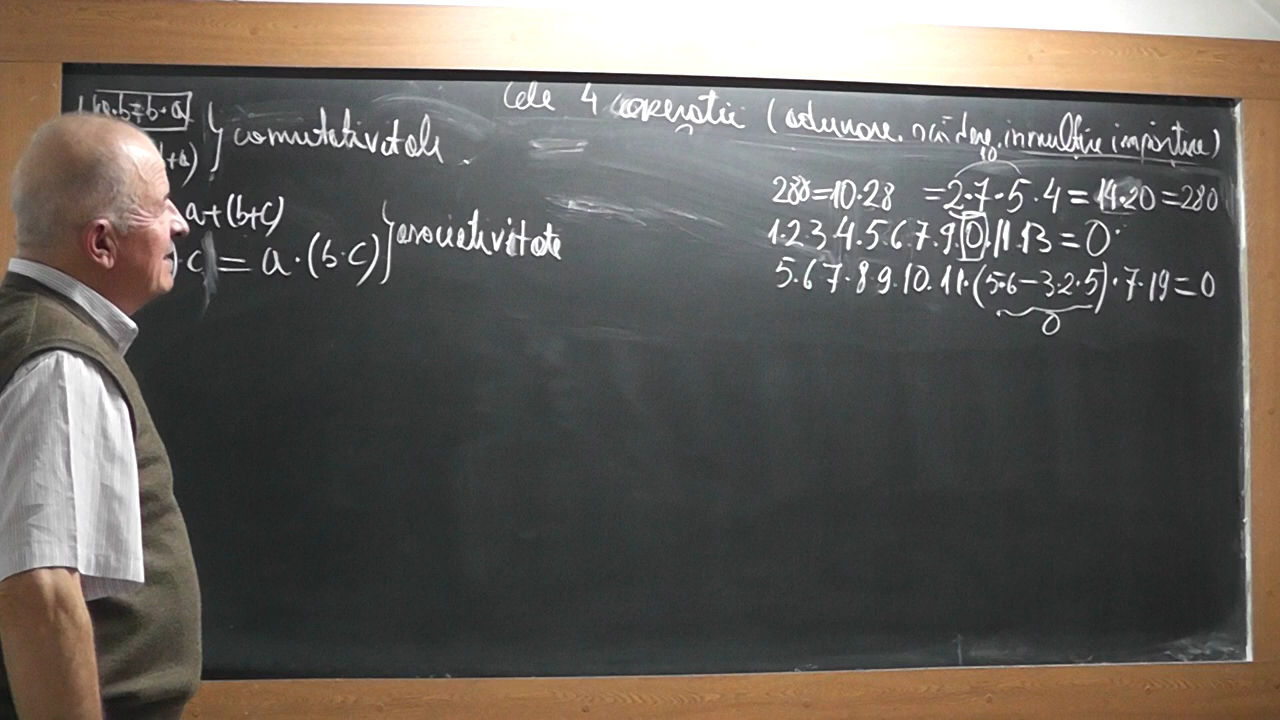 Cele 4 operații (adunare, scădere, înmulțire împărțire)
a·b=b·a
+a) } comutativitate
a+(b+c)
·c = a·(b·c) } asociativitate
10
280=10·28 =2·7·5·4=14·20=280
1·2·3·4·5·6·7·9·0·11·13=0
5·6·7·8·9·10·11·(5·6-3·2·5)·7·19=0
0